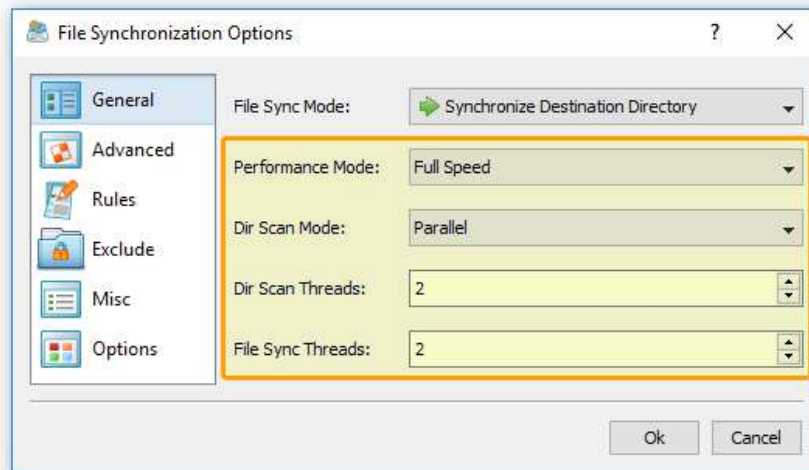 File Synchronization Options
?
General
Advanced
Rules
Exclude
Misc
Options
File Sync Mode: Synchronize Destination Directory
Performance Mode: Full Speed
Dir Scan Mode: Parallel
Dir Scan Threads: 2
File Sync Threads: 2
Ok Cancel